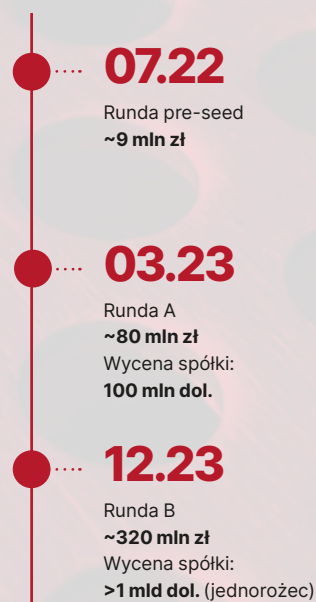 07.22
Runda pre-seed
~9 mln zł
03.23
Runda A
~80 mln zł
Wycena spółki:
100 mln dol.
12.23
Runda B
~320 mln zł
Wycena spółki:
>1 mld dol. (jednorożec)